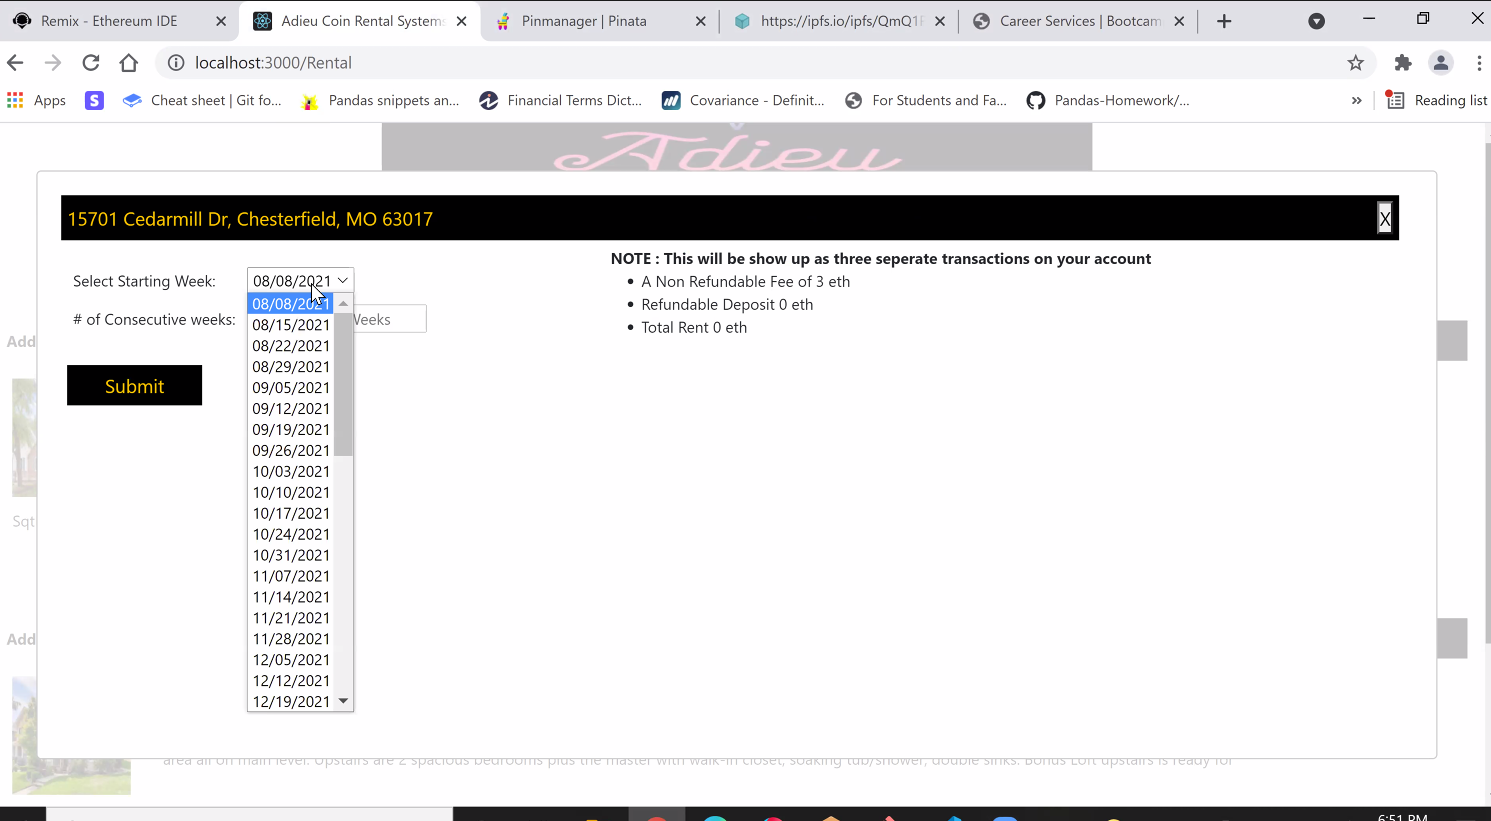 Remix - Ethereum IDE
Adieu Coin Rental Systems
Pinmanager | Pinata
https://ipfs.io/ipfs/QmQ1
Career Services | Bootcam
localhost:3000/Rental
Apps
S
Cheat sheet | Git fo...
Pandas snippets an...
Financial Terms Dict...
Covariance - Definit...
For Students and Fa...
Pandas-Homework/...
»
Reading list
Adieu
15701 Cedarmill Dr, Chesterfield, MO 63017
X
Select Starting Week:
08/08/2021
# of Consecutive weeks:
Weeks
Submit
08/08/2021
08/15/2021
08/22/2021
08/29/2021
09/05/2021
09/12/2021
09/19/2021
09/26/2021
10/03/2021
10/10/2021
10/17/2021
10/24/2021
10/31/2021
11/07/2021
11/14/2021
11/21/2021
11/28/2021
12/05/2021
12/12/2021
12/19/2021
NOTE : This will be show up as three seperate transactions on your account
• A Non Refundable Fee of 3 eth
• Refundable Deposit 0 eth
• Total Rent 0 eth
Add
Sqt
Add
area all on main level. Upstairs are 2 spacious bedrooms plus the master with walk-in closet, soaking tub/shower, double sinks. Bonus Loft upstairs is ready for
6:51 PM